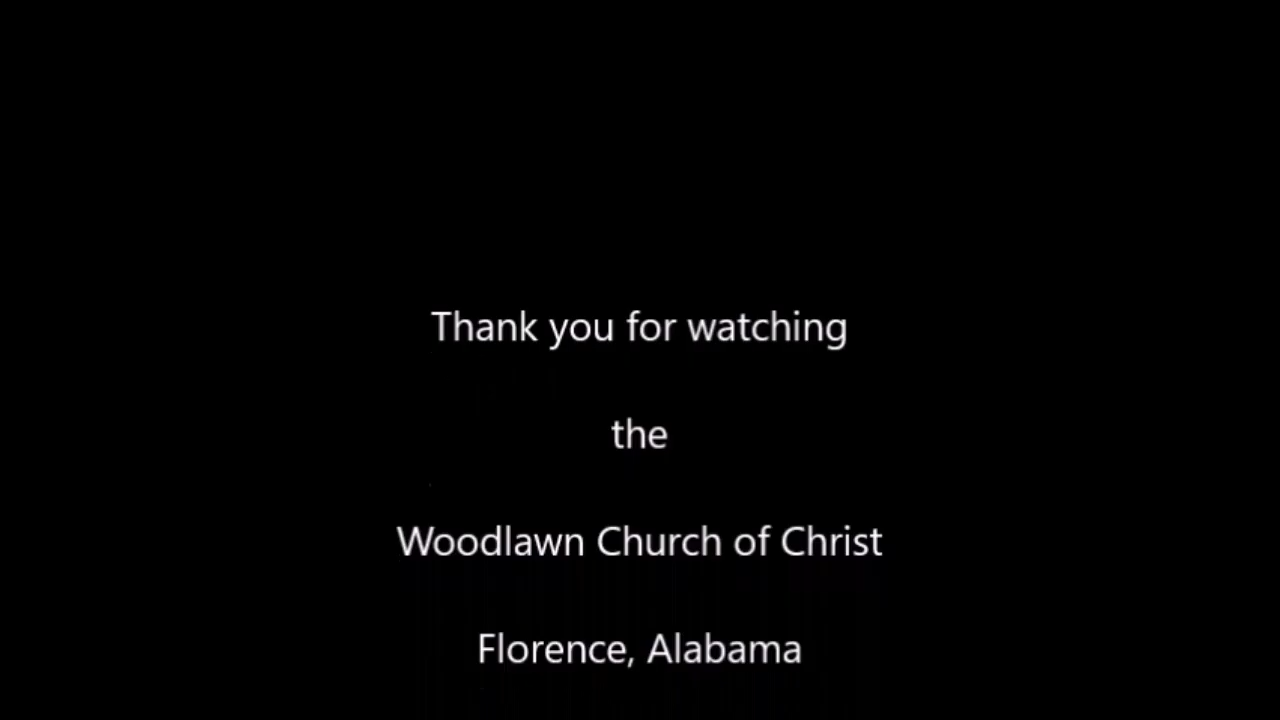 Thank you for watching
the
Woodlawn Church of Christ
Florence, Alabama